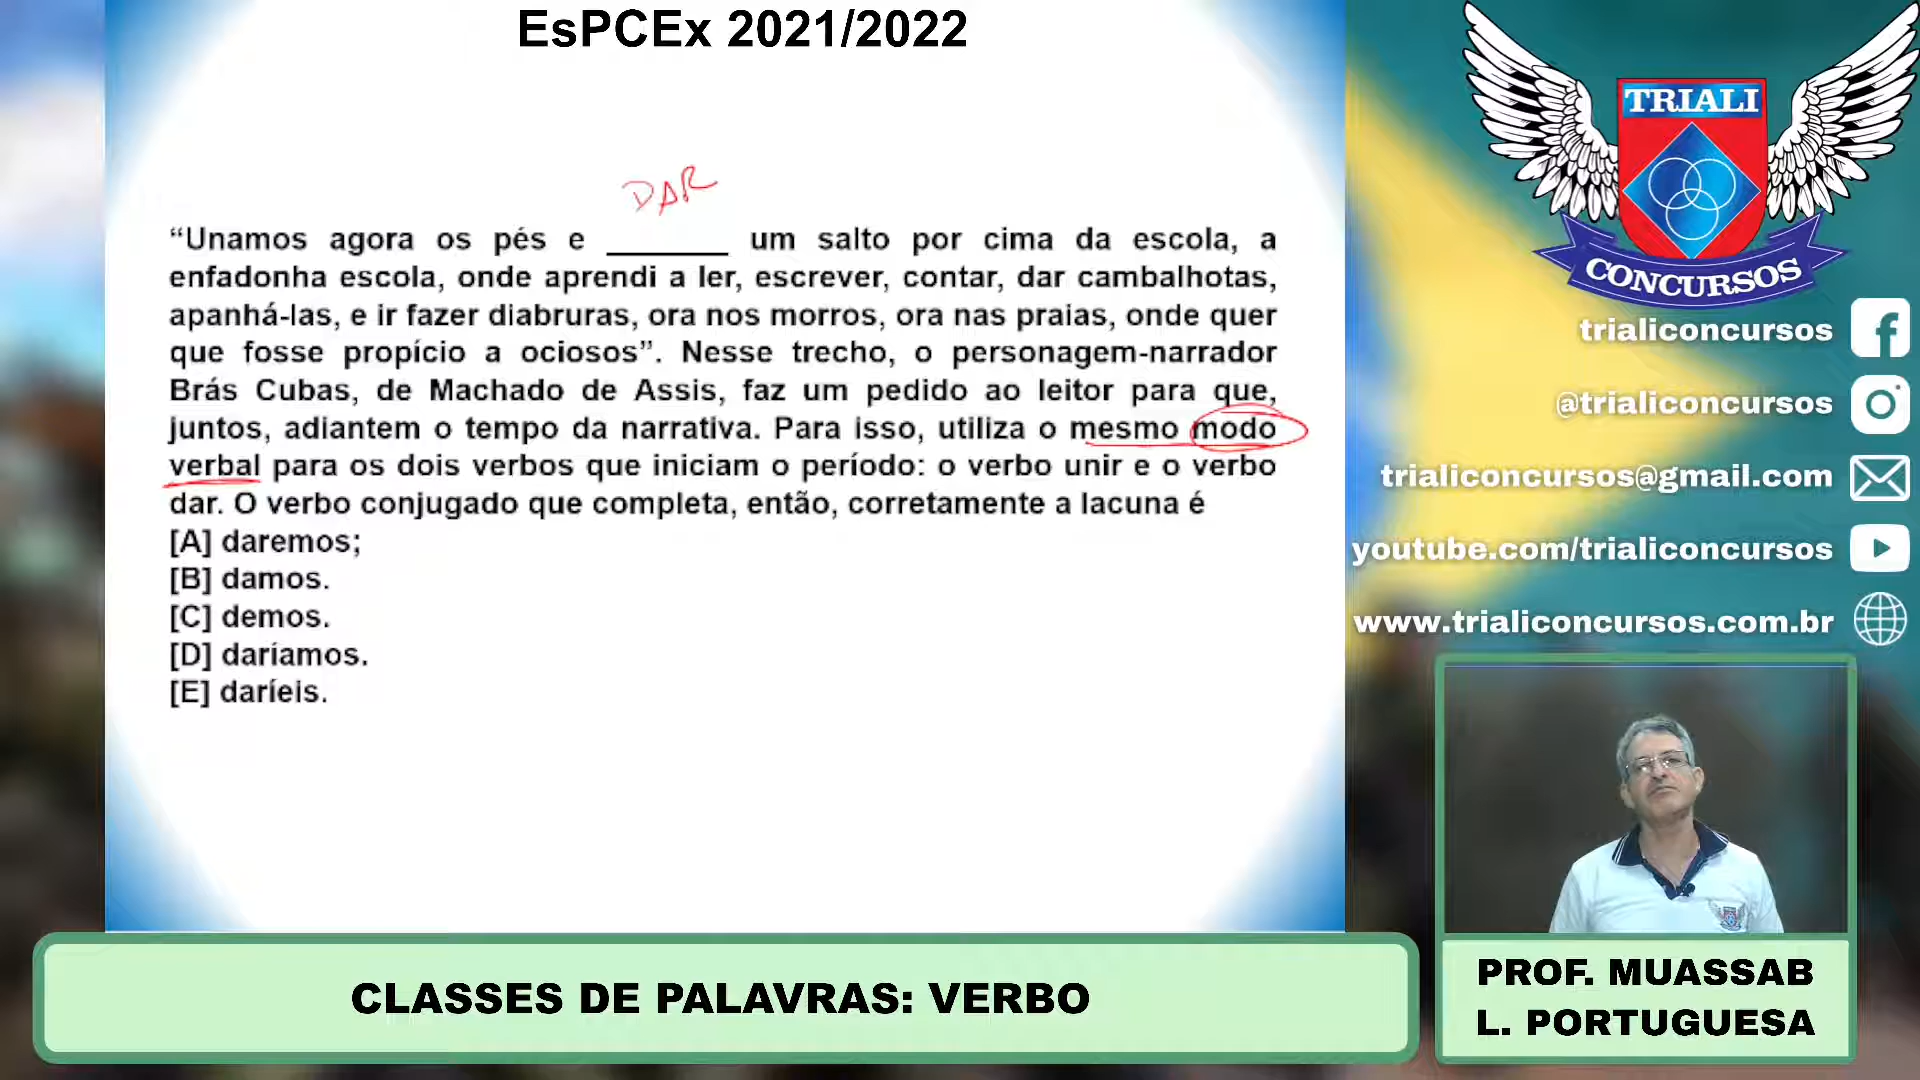 EsPCEx 2021/2022
DAR
“Unamos agora os pés e ________ um salto por cima da escola, a
enfadonha escola, onde aprendi a ler, escrever, contar, dar cambalhotas,
apanhá-las, e ir fazer diabruras, ora nos morros, ora nas praias, onde quer
que fosse propício a ociosos”. Nesse trecho, o personagem-narrador
Brás Cubas, de Machado de Assis, faz um pedido ao leitor para que,
juntos, adiantem o tempo da narrativa. Para isso, utiliza o mesmo modo
verbal para os dois verbos que iniciam o período: o verbo unir e o verbo
dar. O verbo conjugado que completa, então, corretamente a lacuna é
[A] daremos;
[B] damos.
[C] demos.
[D] daríamos.
[E] daríeis.
TRIALI
CONCURSOS
trialiconcursos
@trialiconcursos
trialiconcursos@gmail.com
youtube.com/trialiconcursos
www.trialiconcursos.com.br
CLASSES DE PALAVRAS: VERBO
PROF. MUASSAB
L. PORTUGUESA